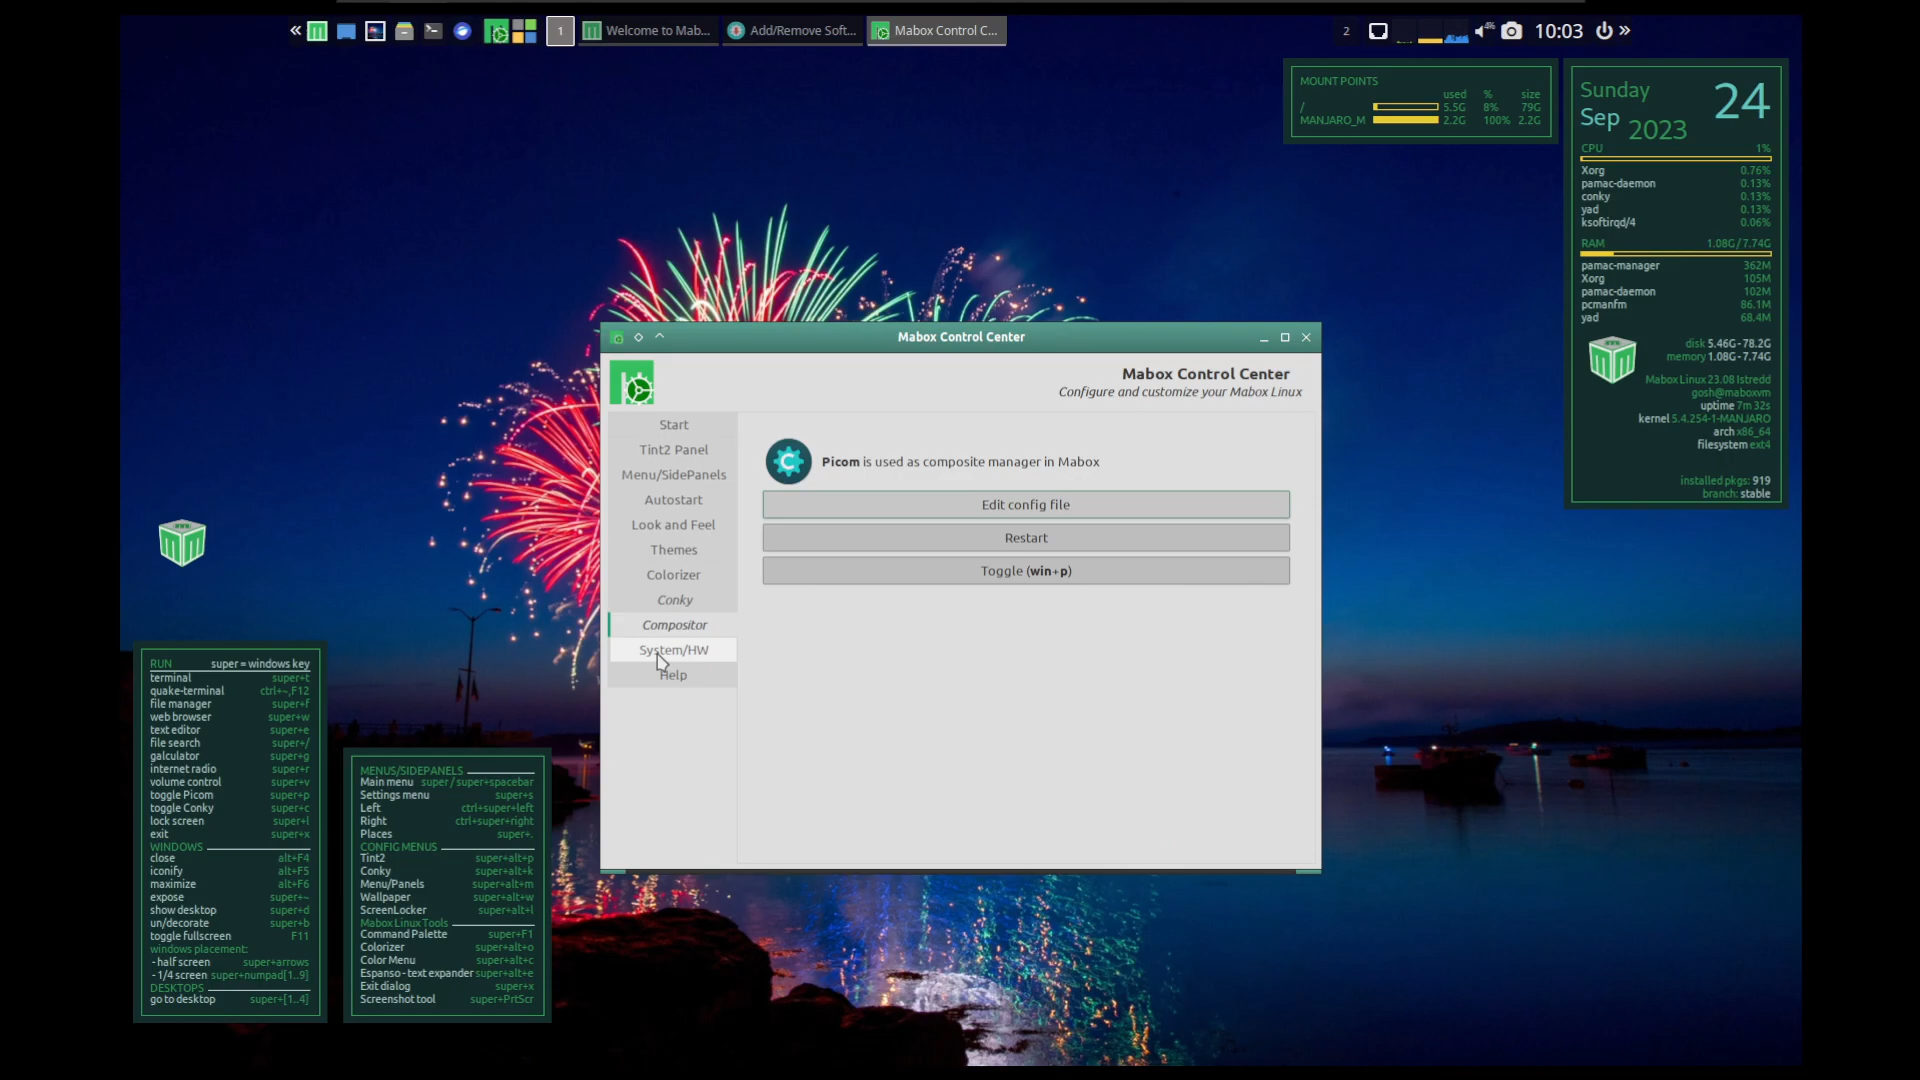 1
Welcome to Mab...
Add/Remove Soft...
Mabox Control C...
2
4%
10:03
MOUNT POINTS
used % size
/ 5.5G 8% 79G
MANJARO_M 2.2G 100% 2.2G
Sunday
Sep 2023
24
CPU 1%
Xorg 0.76%
pamac-daemon 0.13%
conky 0.13%
yad 0.13%
ksoftirqd/4 0.06%
RAM 1.08G/7.74G
pamac-manager 362M
Xorg 105M
pamac-daemon 102M
pcmanfm 86.1M
yad 68.4M
disk 5.46G-78.2G
memory 1.08G-7.74G
Mabox Linux 23.08 Istredd
gosh@maboxvm
uptime 7m 32s
kernel 5.4.254-1-MANJARO
arch x86_64
filesystem ext4
installed pkgs: 919
branch: stable
Mabox Control Center
Mabox Control Center
Configure and customize your Mabox Linux
Start
Tint2 Panel
Menu/SidePanels
Autostart
Look and Feel
Themes
Colorizer
Conky
Compositor
System/HW
Help
Picom is used as composite manager in Mabox
Edit config file
Restart
Toggle (win+p)
RUN super = windows key
terminal super+t
quake-terminal ctrl+~,F12
file manager super+f
web browser super+w
text editor super+e
file search super+/
galculator super+g
internet radio super+r
volume control super+v
toggle Picom super+p
toggle Conky super+c
lock screen super+l
exit super+x
WINDOWS
close alt+F4
iconify alt+F5
maximize alt+F6
expose super+~
show desktop super+d
un/decorate super+b
toggle fullscreen F11
windows placement:
- half screen super+arrows
- 1/4 screen super+numpad[1..9]
DESKTOPS
go to desktop super+[1..4]
MENUS/SIDEPANELS
Main menu super / super+spacebar
Settings menu super+s
Left ctrl+super+left
Right ctrl+super+right
Places super+.
CONFIG MENUS
Tint2 super+alt+p
Conky super+alt+k
Menu/Panels super+alt+m
Wallpaper super+alt+w
ScreenLocker super+alt+l
Mabox Linux Tools
Command Palette super+F1
Colorizer super+alt+o
Color Menu super+alt+c
Espanso - text expander super+alt+e
Exit dialog super+x
Screenshot tool super+PrtScr